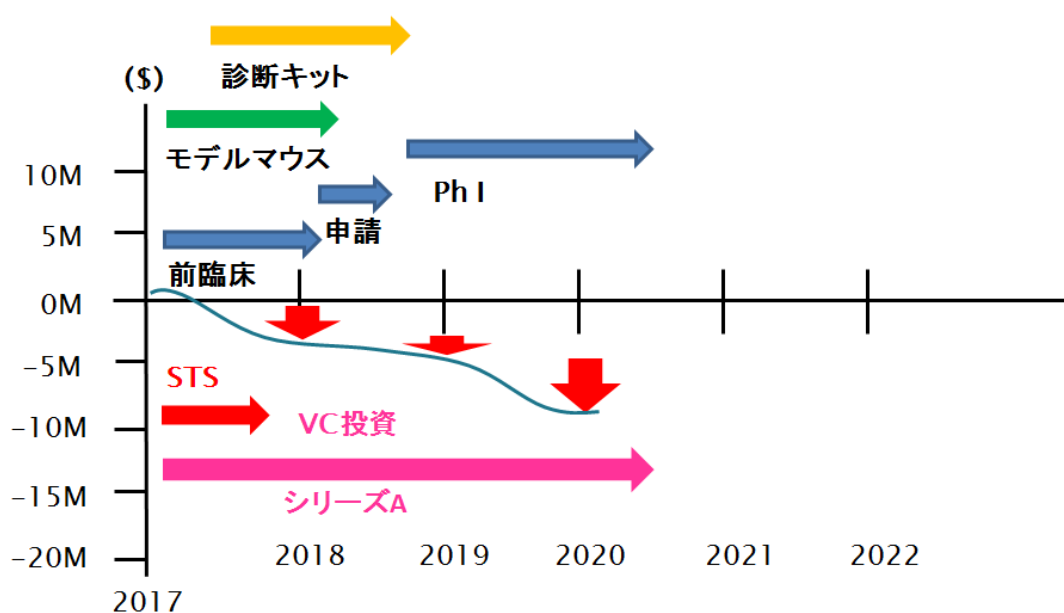 診断キット
($)
モデルマウス
10M
Ph I
5M
申請
前臨床
0M
-5M
STS
-10M
VC投資
-15M
シリーズA
-20M
2018
2019
2020
2021
2022
2017